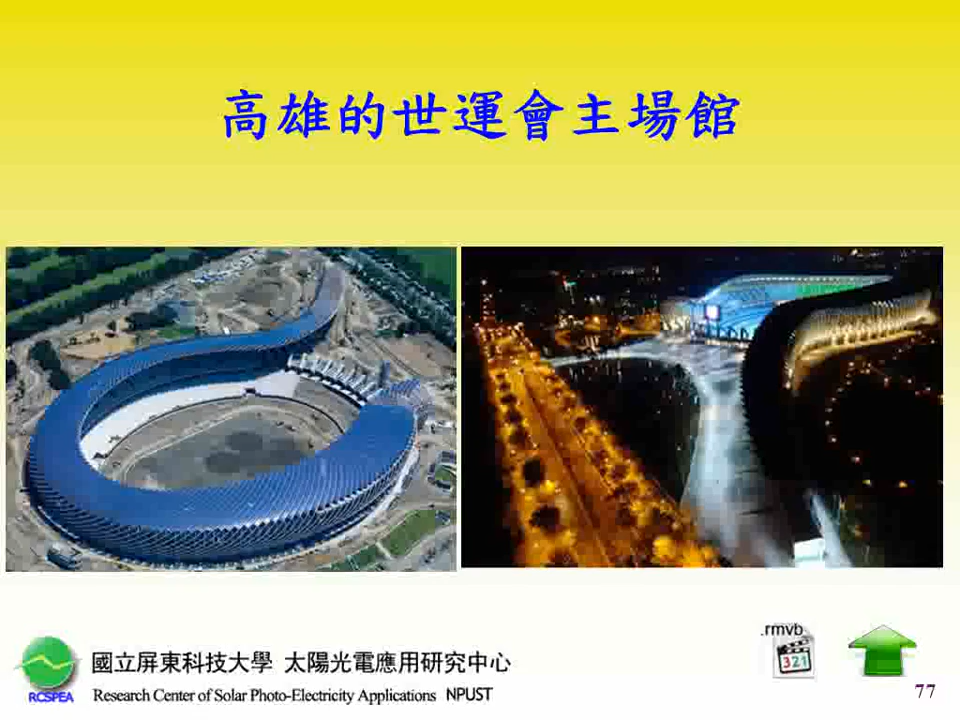 高雄的世運會主場館
.rmvb
321
國立屏東科技大學 太陽光電應用研究中心
RCSPEA
Research Center of Solar Photo-Electricity Applications NPUST
77